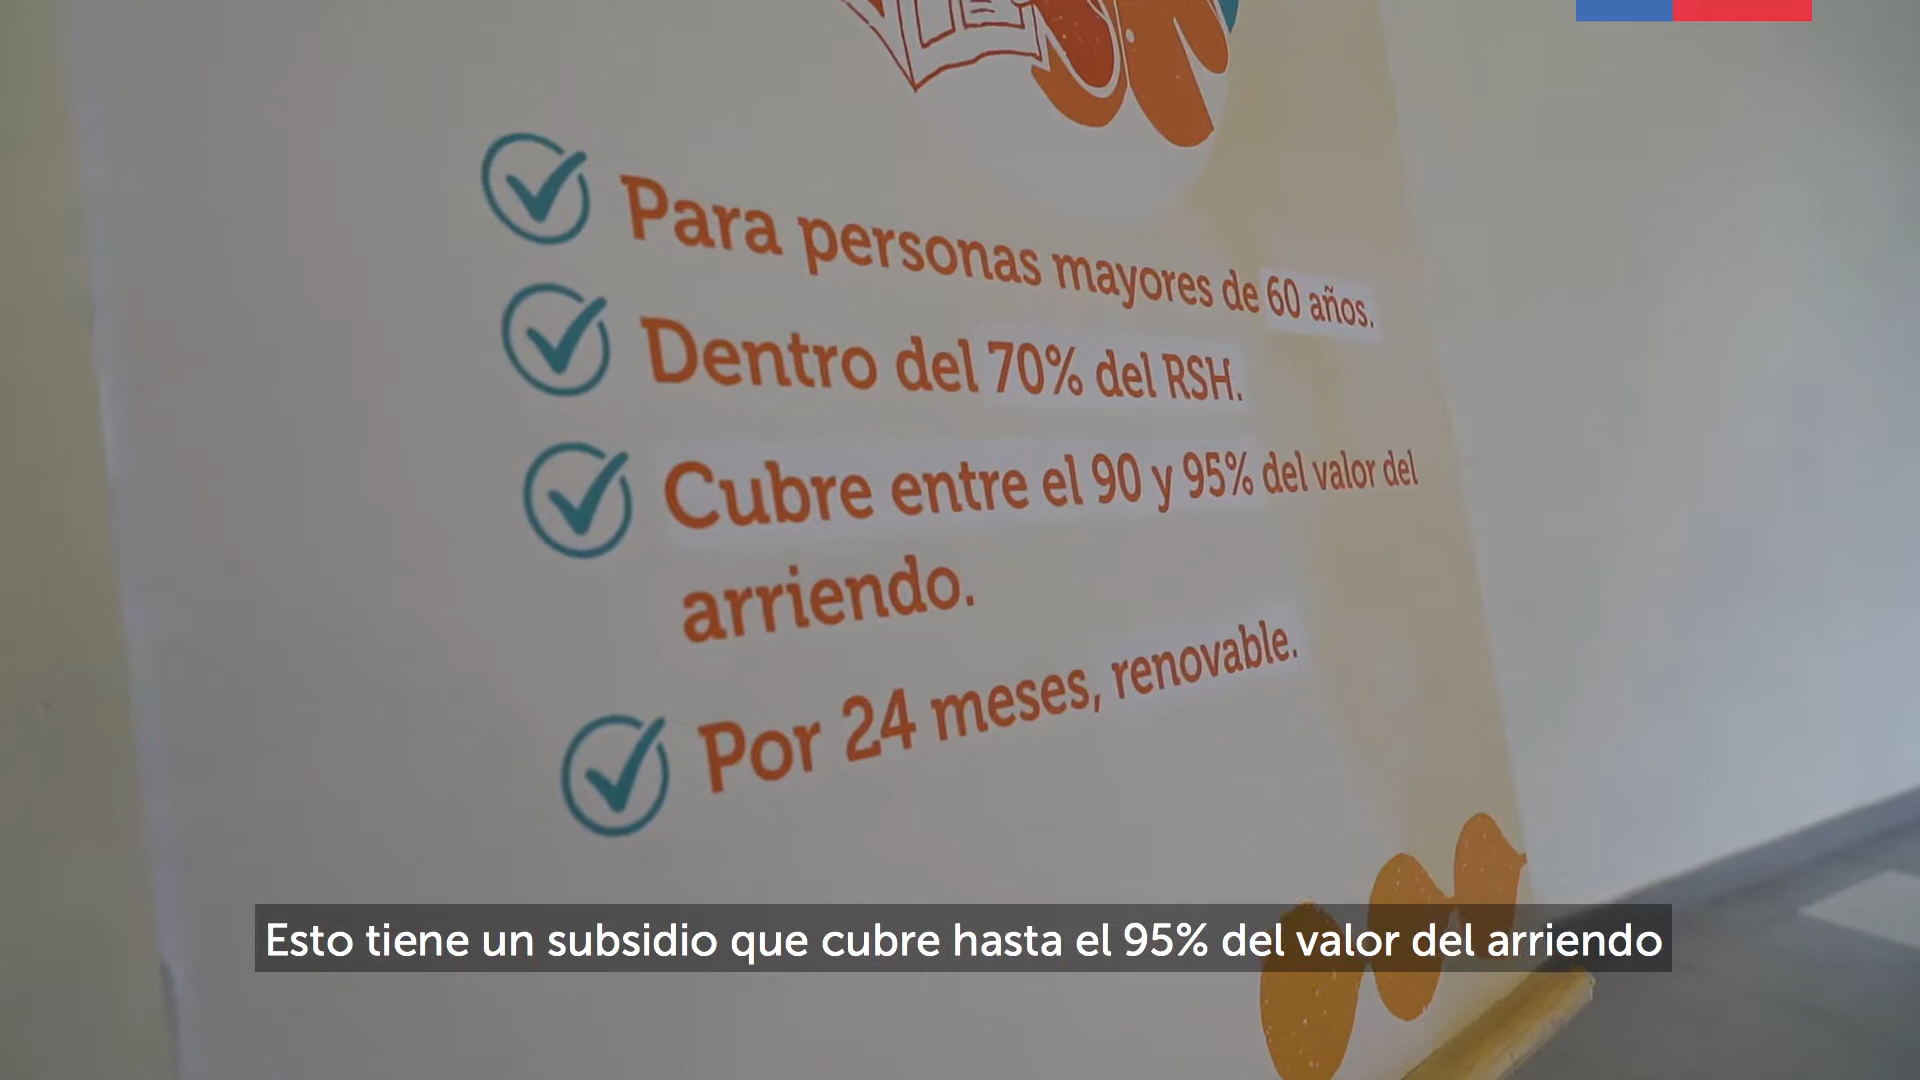 Para personas mayores de 60 años.
Dentro del 70% del RSH.
Cubre entre el 90 y 95% del valor del
arriendo.
Por 24 meses, renovable.
Esto tiene un subsidio que cubre hasta el 95% del valor del arriendo